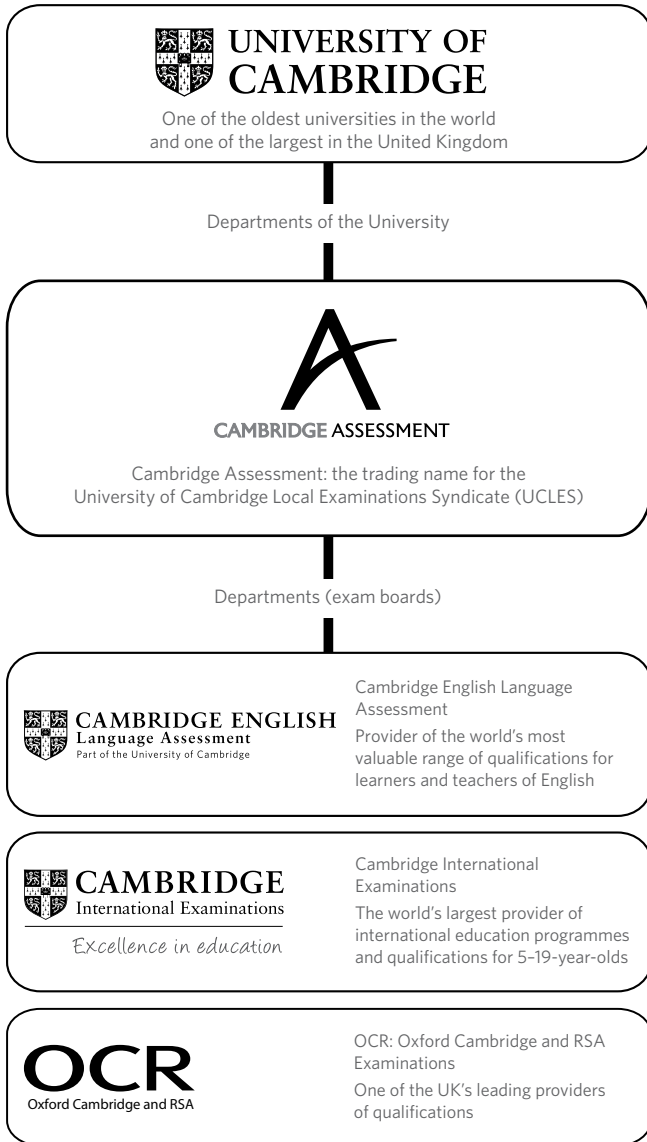 UNIVERSITY OF
CAMBRIDGE
One of the oldest universities in the world
and one of the largest in the United Kingdom
Departments of the University
CAMBRIDGE ASSESSMENT
Cambridge Assessment: the trading name for the
University of Cambridge Local Examinations Syndicate (UCLES)
Departments (exam boards)
CAMBRIDGE ENGLISH
Language Assessment
Part of the University of Cambridge
Cambridge English Language
Assessment
Provider of the world’s most
valuable range of qualifications for
learners and teachers of English
CAMBRIDGE
International Examinations
Excellence in education
Cambridge International
Examinations
The world’s largest provider of
international education programmes
and qualifications for 5–19-year-olds
OCR
Oxford Cambridge and RSA
OCR: Oxford Cambridge and RSA
Examinations
One of the UK’s leading providers
of qualifications